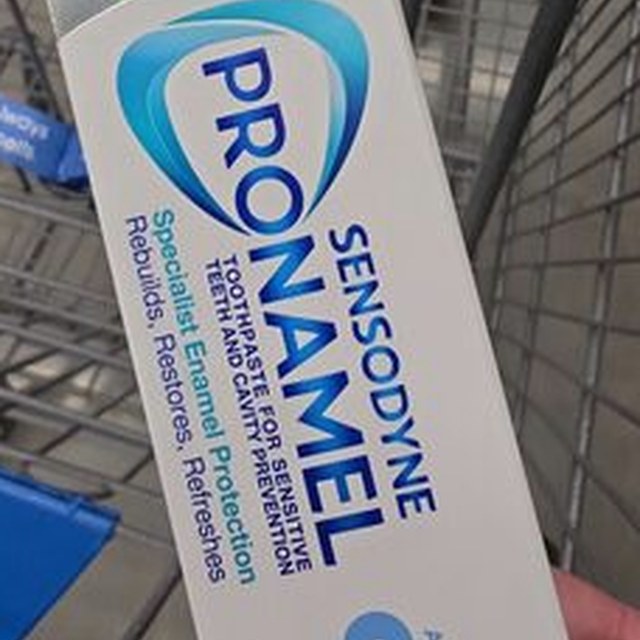 SENSODYNE
PRONAMEL
TOOTHPASTE FOR SENSITIVE
TEETH AND CAVITY PREVENTION
Specialist Enamel Protection
Rebuilds, Restores, Refreshes